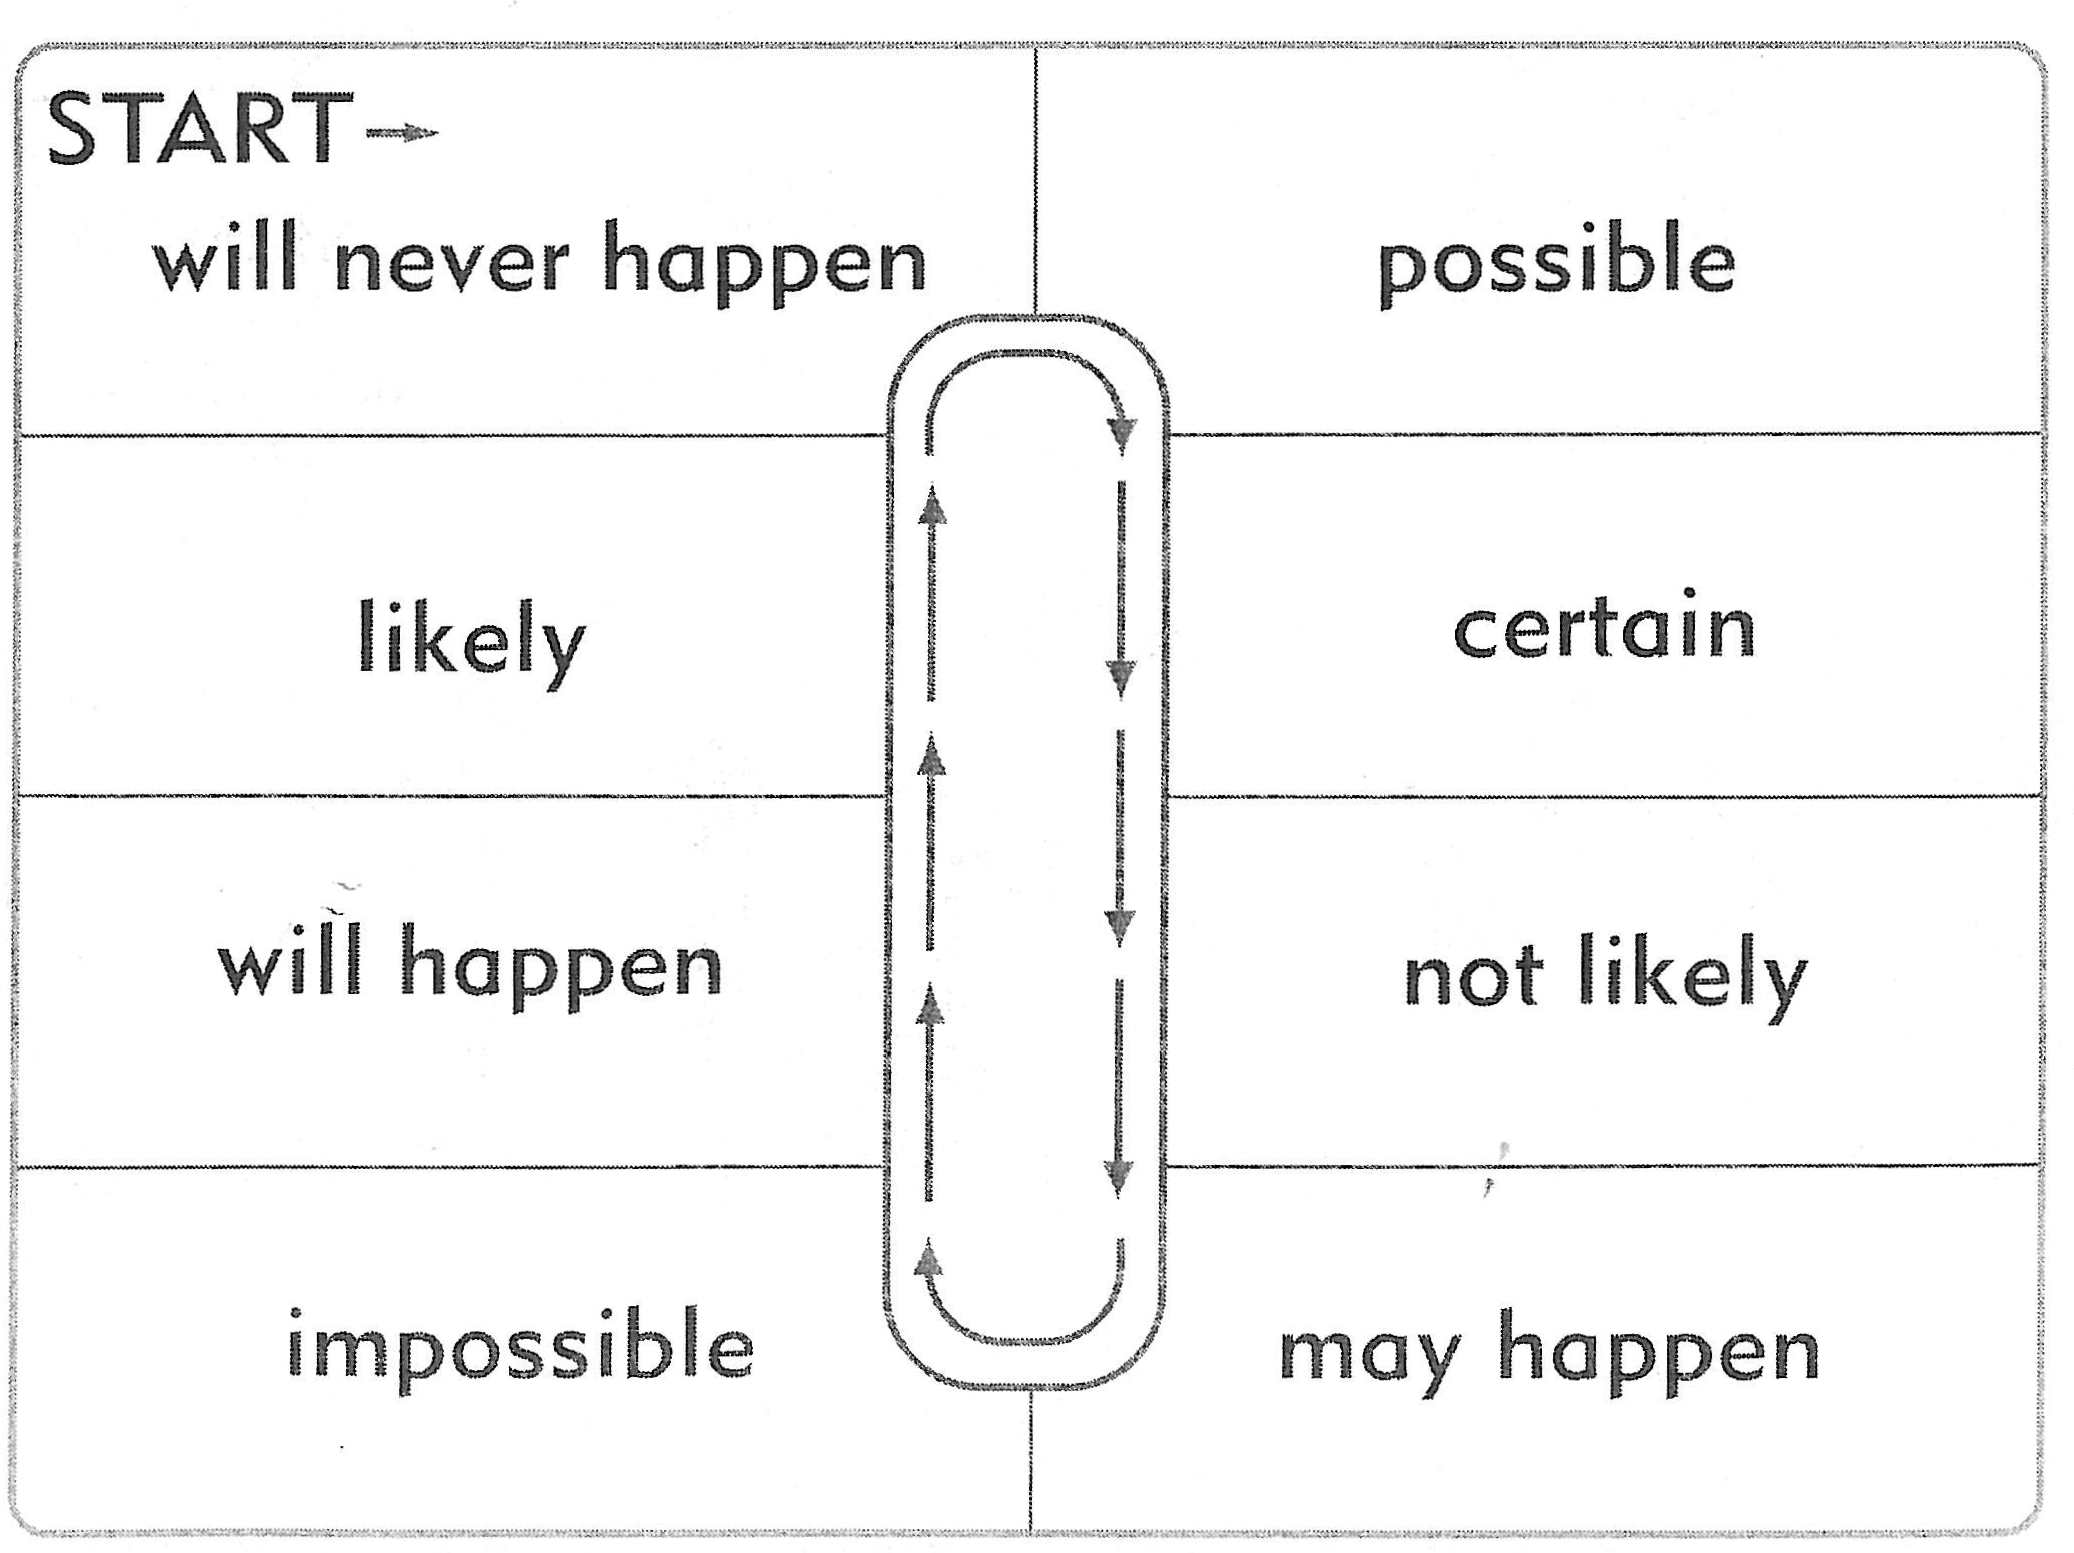 START
will never happen
possible
likely
certain
will happen
not likely
impossible
may happen